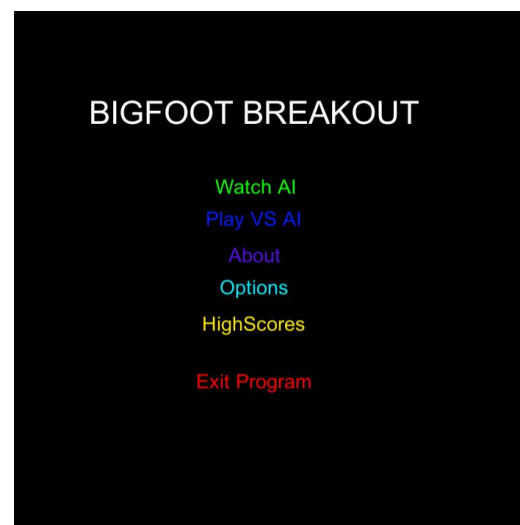 BIGFOOT BREAKOUT
Watch AI
Play VS AI
About
Options
HighScores
Exit Program